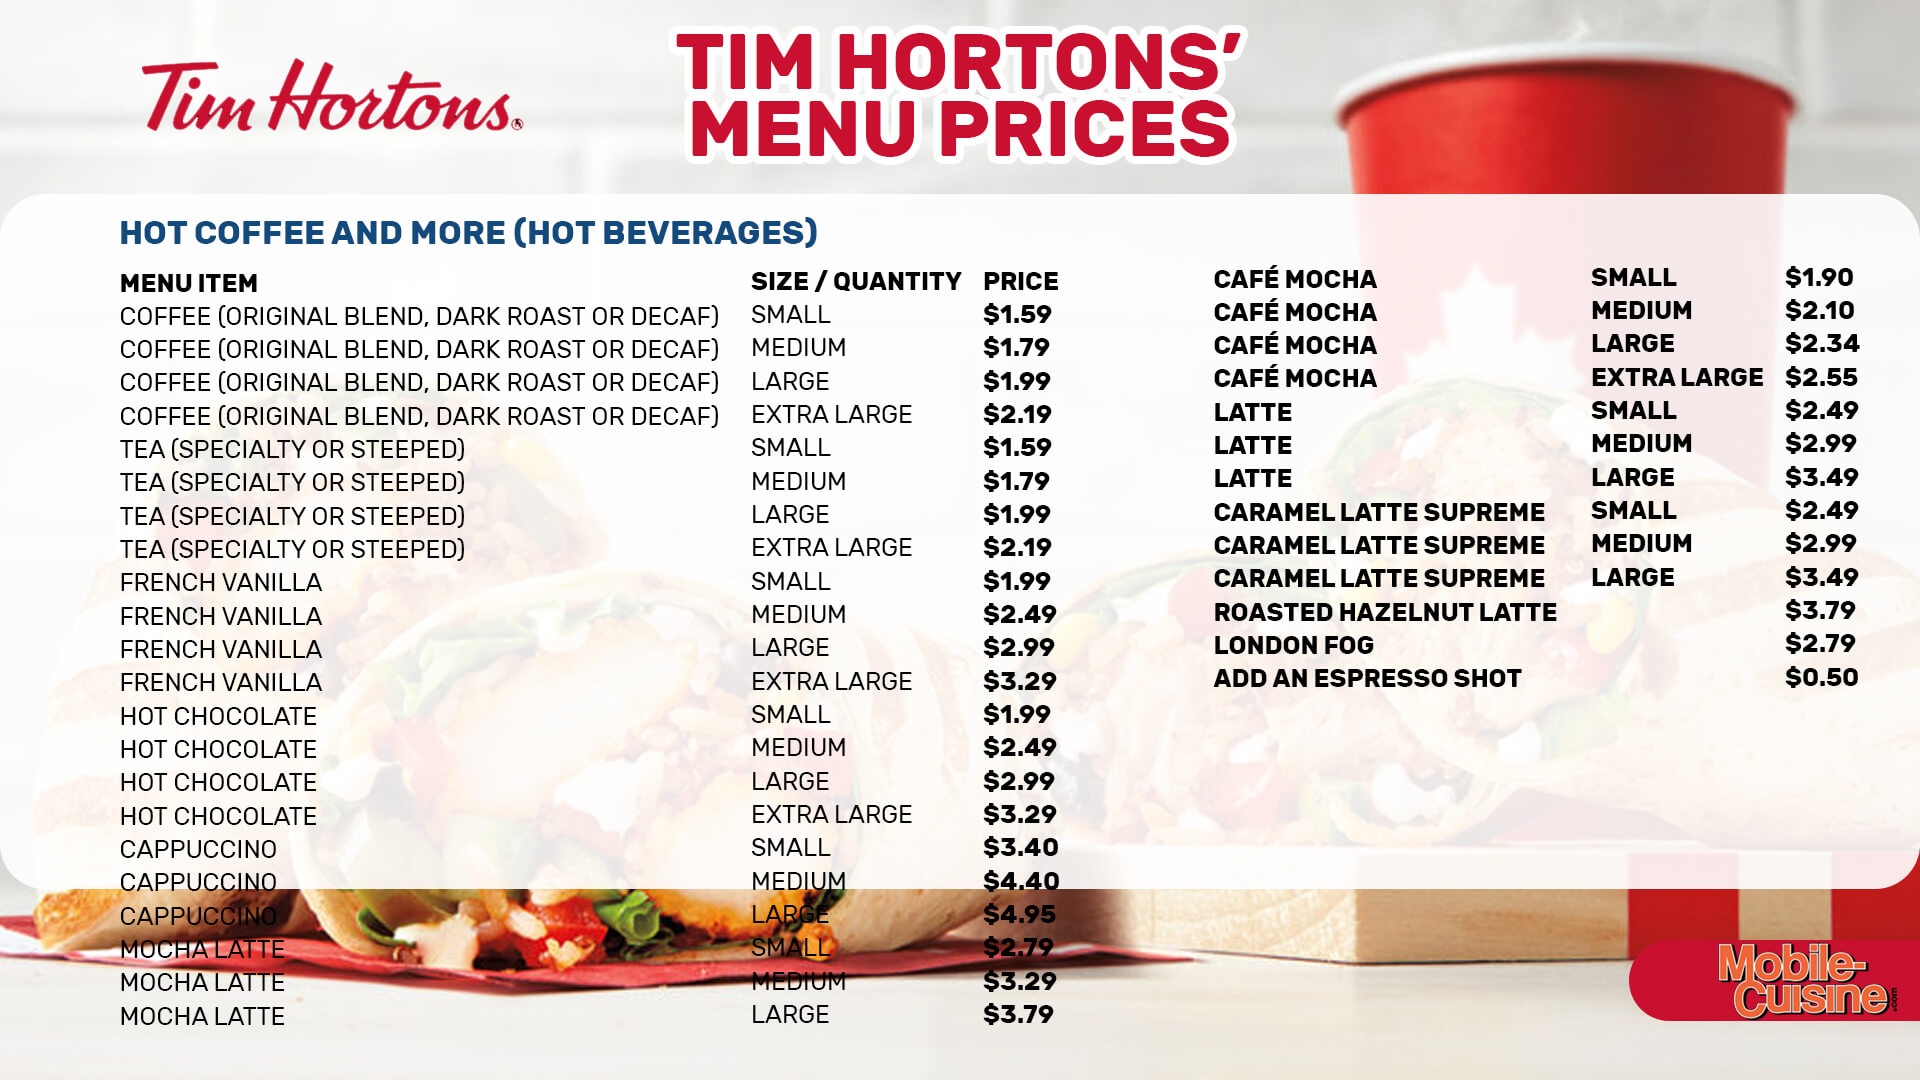 Tim Hortons®
TIM HORTONS’
MENU PRICES
HOT COFFEE AND MORE (HOT BEVERAGES)
MENU ITEM SIZE / QUANTITY PRICE
COFFEE (ORIGINAL BLEND, DARK ROAST OR DECAF) SMALL $1.59
COFFEE (ORIGINAL BLEND, DARK ROAST OR DECAF) MEDIUM $1.79
COFFEE (ORIGINAL BLEND, DARK ROAST OR DECAF) LARGE $1.99
COFFEE (ORIGINAL BLEND, DARK ROAST OR DECAF) EXTRA LARGE $2.19
TEA (SPECIALTY OR STEEPED) SMALL $1.59
TEA (SPECIALTY OR STEEPED) MEDIUM $1.79
TEA (SPECIALTY OR STEEPED) LARGE $1.99
TEA (SPECIALTY OR STEEPED) EXTRA LARGE $2.19
FRENCH VANILLA SMALL $1.99
FRENCH VANILLA MEDIUM $2.49
FRENCH VANILLA LARGE $2.99
FRENCH VANILLA EXTRA LARGE $3.29
HOT CHOCOLATE SMALL $1.99
HOT CHOCOLATE MEDIUM $2.49
HOT CHOCOLATE LARGE $2.99
HOT CHOCOLATE EXTRA LARGE $3.29
CAPPUCCINO SMALL $3.40
CAPPUCCINO MEDIUM $4.40
CAPPUCCINO LARGE $4.95
MOCHA LATTE SMALL $2.79
MOCHA LATTE MEDIUM $3.29
MOCHA LATTE LARGE $3.79
CAFÉ MOCHA SMALL $1.90
CAFÉ MOCHA MEDIUM $2.10
CAFÉ MOCHA LARGE $2.34
CAFÉ MOCHA EXTRA LARGE $2.55
LATTE SMALL $2.49
LATTE MEDIUM $2.99
LATTE LARGE $3.49
CARAMEL LATTE SUPREME SMALL $2.49
CARAMEL LATTE SUPREME MEDIUM $2.99
CARAMEL LATTE SUPREME LARGE $3.49
ROASTED HAZELNUT LATTE $3.79
LONDON FOG $2.79
ADD AN ESPRESSO SHOT $0.50
Mobile-
Cuisine.com